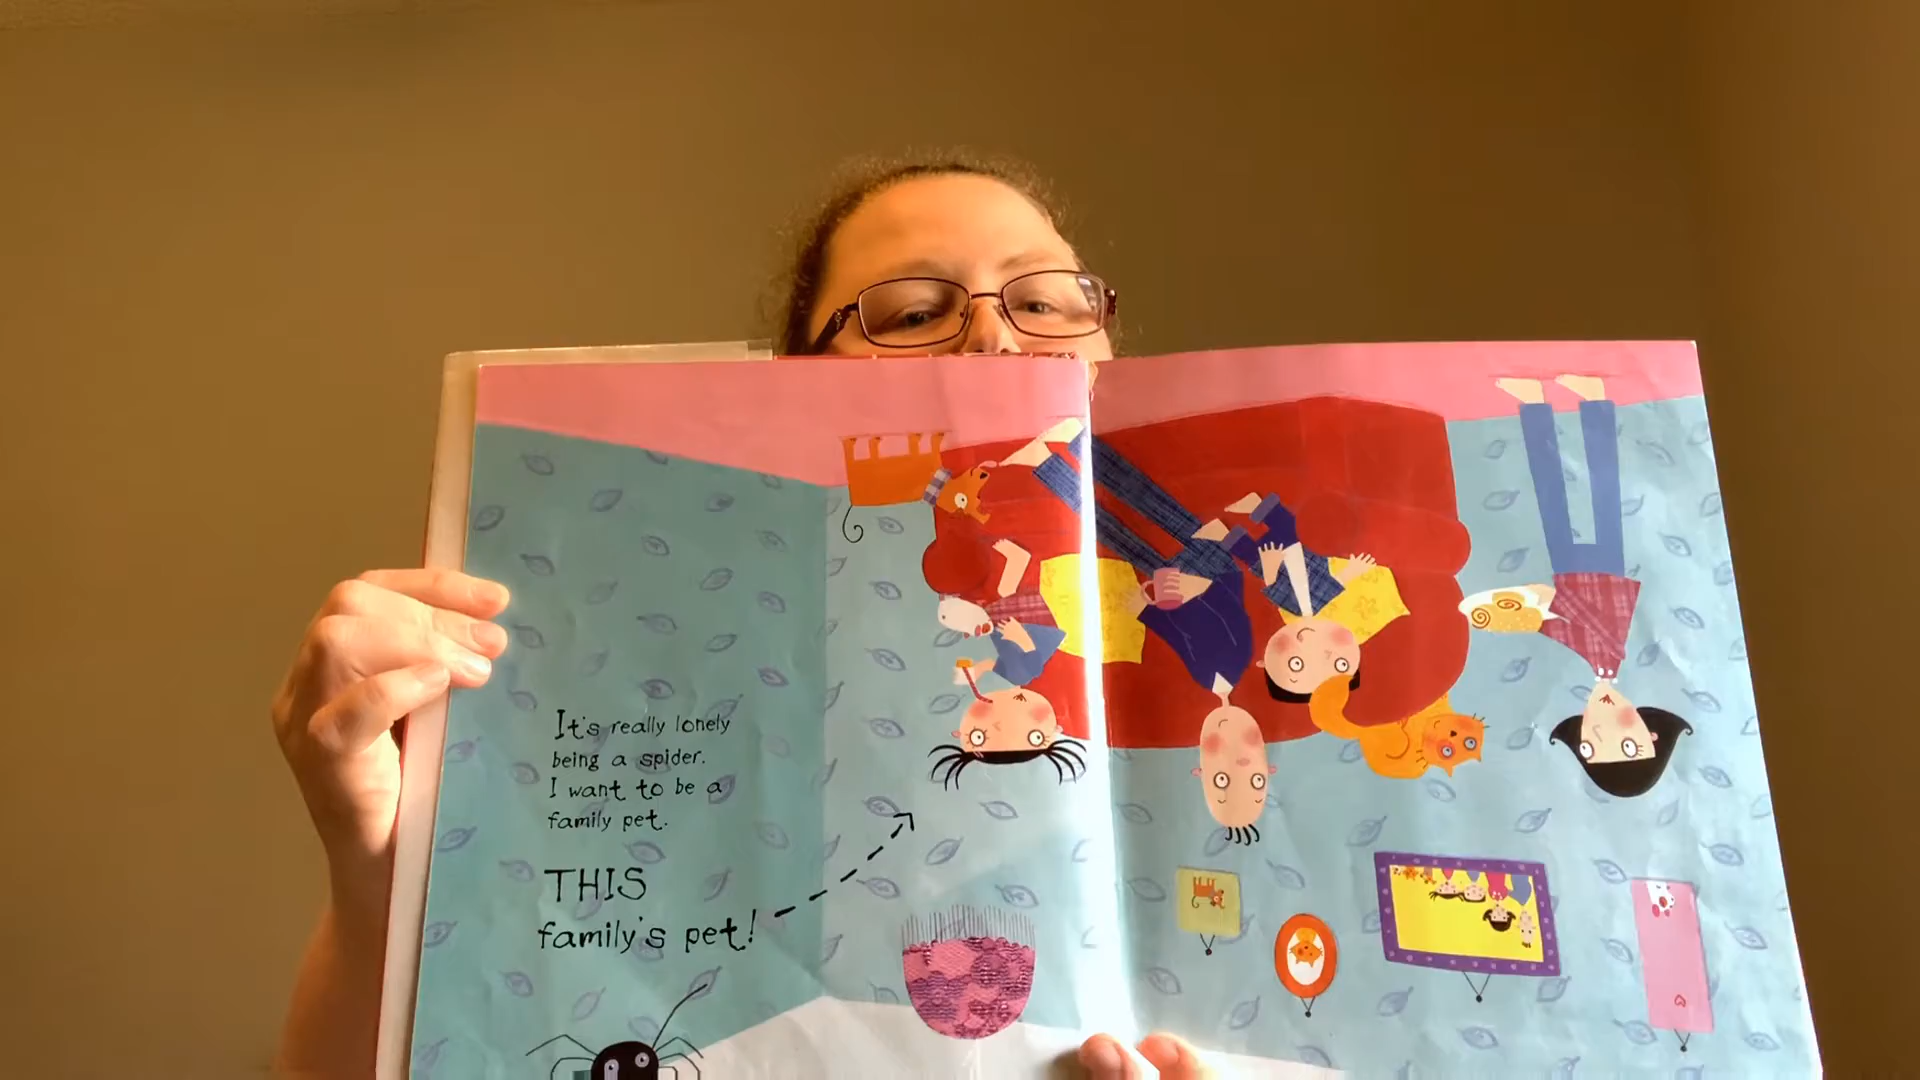 It's really lonely
being a spider.
I want to be a
family pet.
THIS
family's pet!